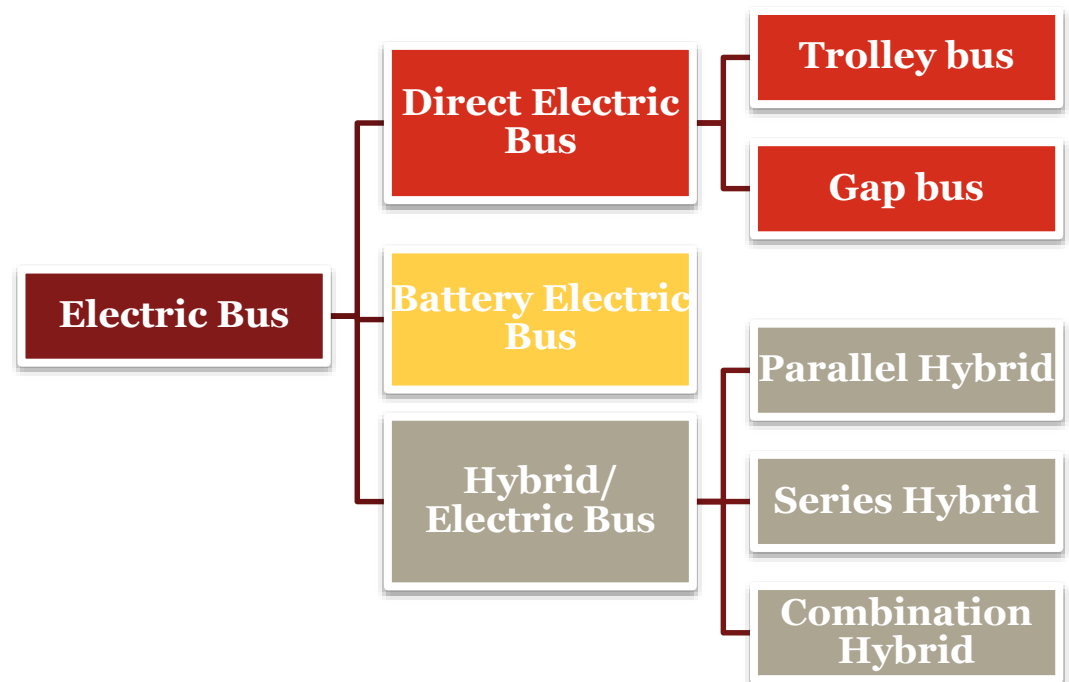 Electric Bus
Direct Electric
Bus
Trolley bus
Gap bus
Battery Electric
Bus
Hybrid/
Electric Bus
Parallel Hybrid
Series Hybrid
Combination
Hybrid